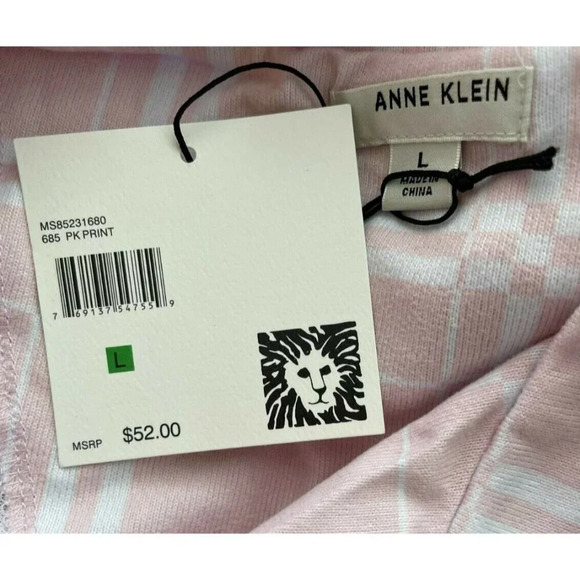 ANNE KLEIN
L
MADE IN
CHINA
MS85231680
685 PK PRINT
7 69137 54755 9
L
MSRP $52.00